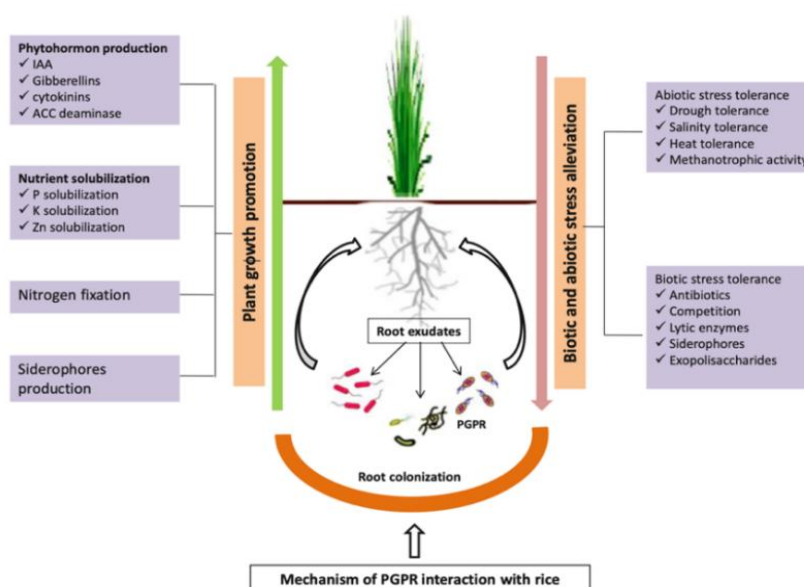 Phytohormon production
✓ IAA
✓ Gibberellins
✓ cytokinins
✓ ACC deaminase
Nutrient solubilization
✓ P solubilization
✓ K solubilization
✓ Zn solubilization
Nitrogen fixation
Siderophores
production
Plant growth promotion
Root exudates
PGPR
Root colonization
Mechanism of PGPR interaction with rice
Biotic and abiotic stress alleviation
Abiotic stress tolerance
✓ Drough tolerance
✓ Salinity tolerance
✓ Heat tolerance
✓ Methanotrophic activity
Biotic stress tolerance
✓ Antibiotics
✓ Competition
✓ Lytic enzymes
✓ Siderophores
✓ Exopolisaccharides